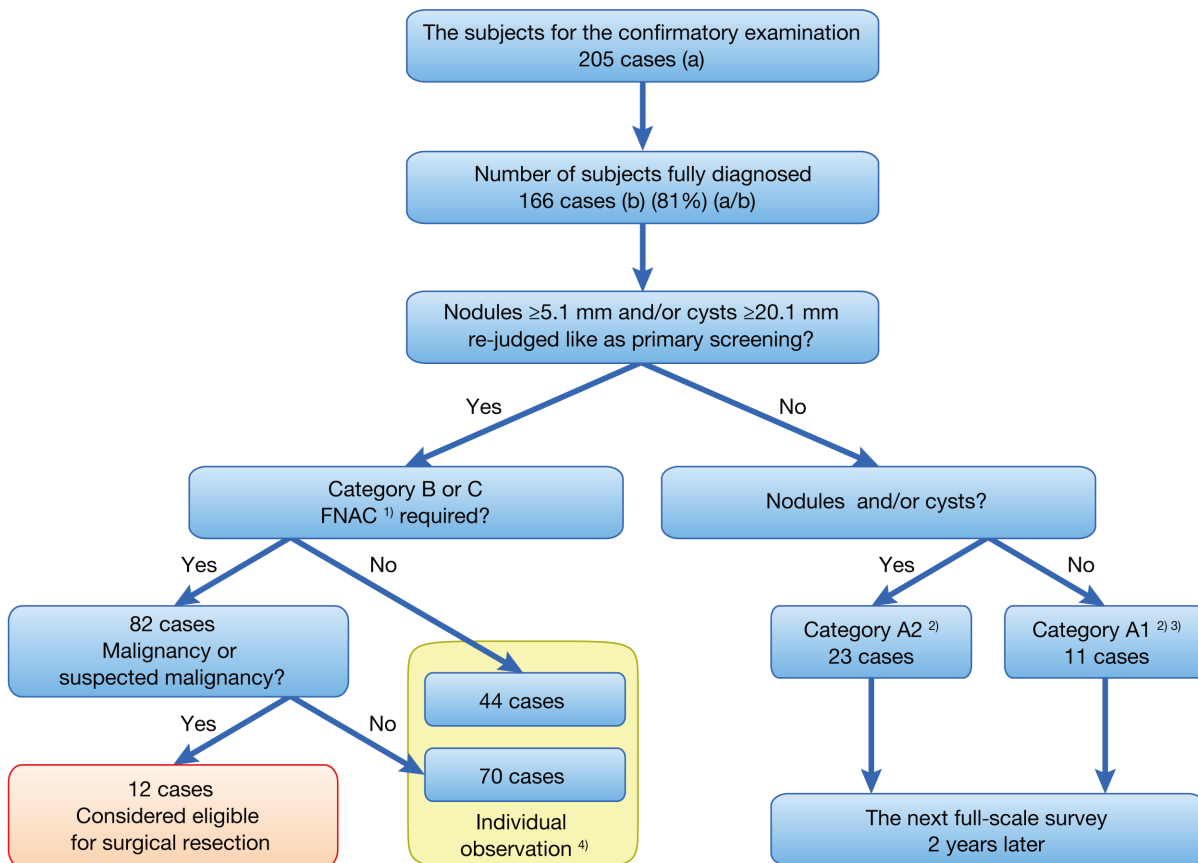 The subjects for the confirmatory examination
205 cases (a)
Number of subjects fully diagnosed
166 cases (b) (81%) (a/b)
Nodules ≥5.1 mm and/or cysts ≥20.1 mm
re-judged like as primary screening?
Yes
No
Category B or C
FNAC 1) required?
Nodules and/or cysts?
Yes
No
Yes
No
82 cases
Malignancy or
suspected malignancy?
Category A2 2)
23 cases
Category A1 2) 3)
11 cases
44 cases
Yes
No
70 cases
12 cases
Considered eligible
for surgical resection
Individual
observation 4)
The next full-scale survey
2 years later